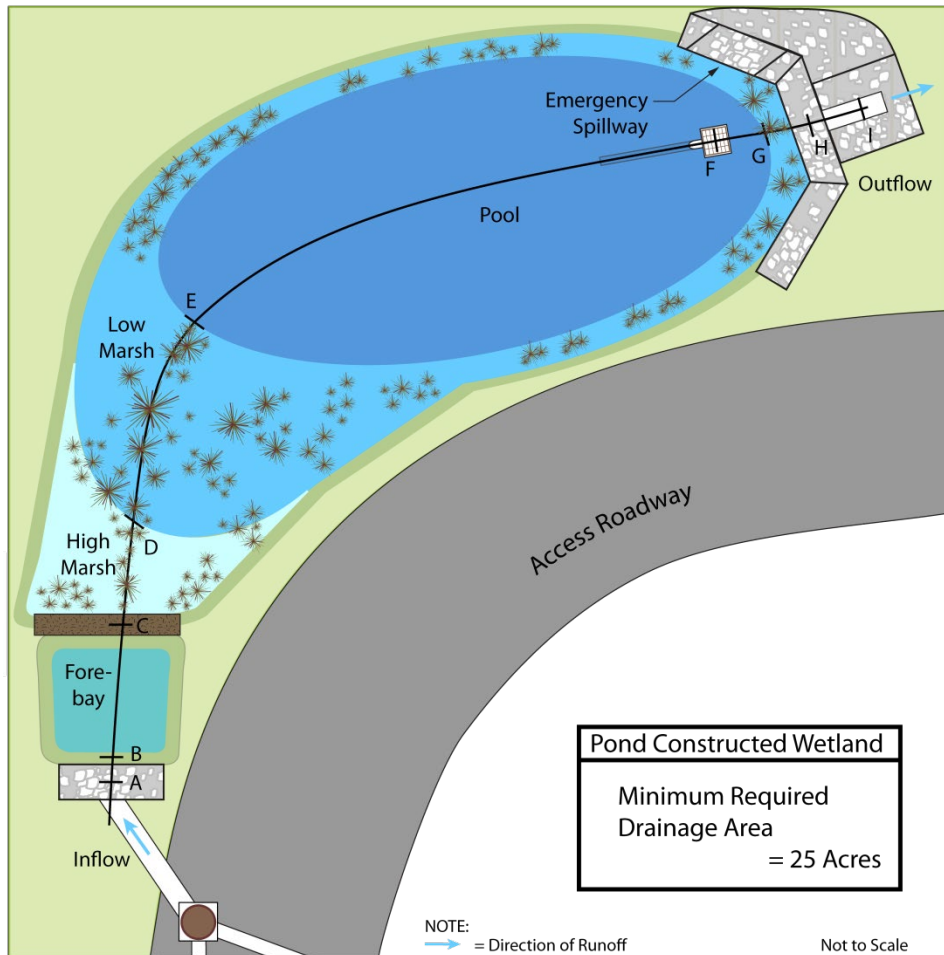 Emergency
Spillway
F
G
H
I
Outflow
Pool
E
Low
Marsh
D
High
Marsh
C
Fore-
bay
B
A
Inflow
Access Roadway
Pond Constructed Wetland
Minimum Required
Drainage Area
= 25 Acres
NOTE:
= Direction of Runoff
Not to Scale